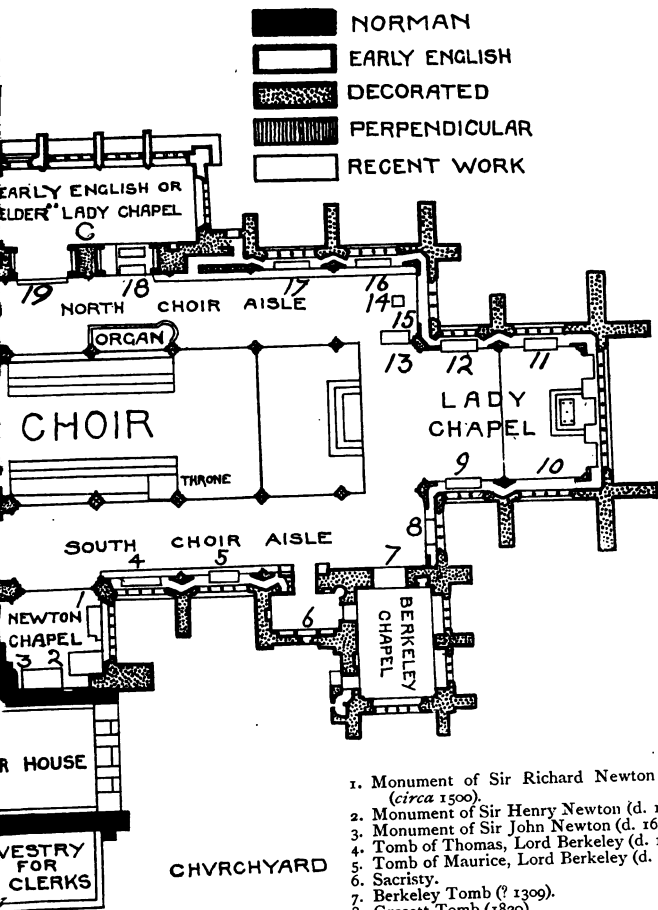 NORMAN
EARLY ENGLISH
DECORATED
PERPENDICULAR
RECENT WORK
EARLY ENGLISH OR
ELDER" LADY CHAPEL
C
19
18
17
16
14
15
NORTH CHOIR AISLE
ORGAN
13
12
11
CHOIR
LADY
CHAPEL
THRONE
9
10
8
SOUTH CHOIR AISLE
4
5
7
1
NEWTON
CHAPEL
3
2
6
BERKELEY
CHAPEL
R HOUSE
VESTRY
FOR
CLERKS
CHVRCHYARD
1. Monument of Sir Richard Newton
(circa 1500).
2. Monument of Sir Henry Newton (d. 1
3. Monument of Sir John Newton (d. 16
4. Tomb of Thomas, Lord Berkeley (d. 1
5. Tomb of Maurice, Lord Berkeley (d.
6. Sacristy.
7. Berkeley Tomb (? 1309).